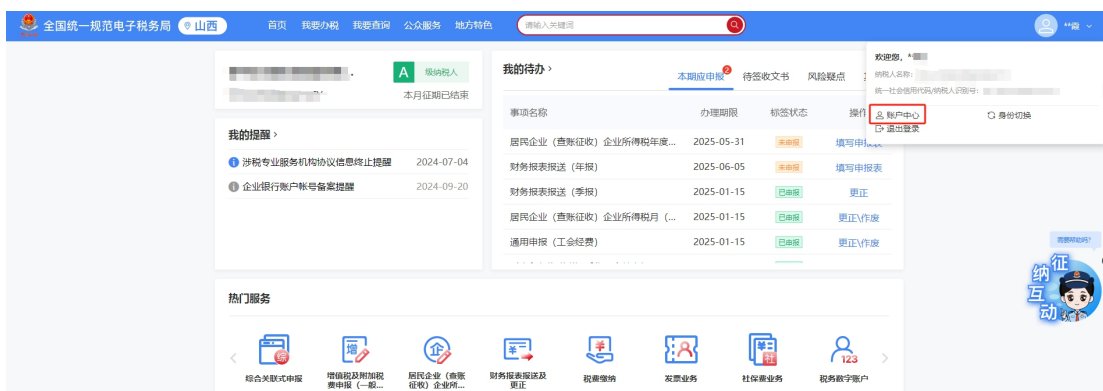 全国统一规范电子税务局 山西 首页 我要办税 我要查询 公众服务 地方特色 请输入关键词
A 级纳税人
本月征期已结束
我的提醒 ›
涉税专业服务机构协议信息终止提醒 2024-07-04
企业银行账户帐号备案提醒 2024-09-20
我的待办 › 本期应申报 2 待签收文书 风险疑点
事项名称 办理期限 标签状态 操作
居民企业（查账征收）企业所得税年度... 2025-05-31 未申报 填写申报表
财务报表报送（年报） 2025-06-05 未申报 填写申报表
财务报表报送（季报） 2025-01-15 已申报 更正
居民企业（查账征收）企业所得税月（... 2025-01-15 已申报 更正\作废
通用申报（工会经费） 2025-01-15 已申报 更正\作废
欢迎您，*
纳税人名称：
统一社会信用代码/纳税人识别号：
账户中心 身份切换
退出登录
需要帮助吗?
征纳互动
热门服务
综
增
企
社
123
综合关联式申报
增值税及附加税
费申报（一般...
居民企业（查账
征收）企业所...
财务报表报送及
更正
税费缴纳
发票业务
社保费业务
税务数字账户